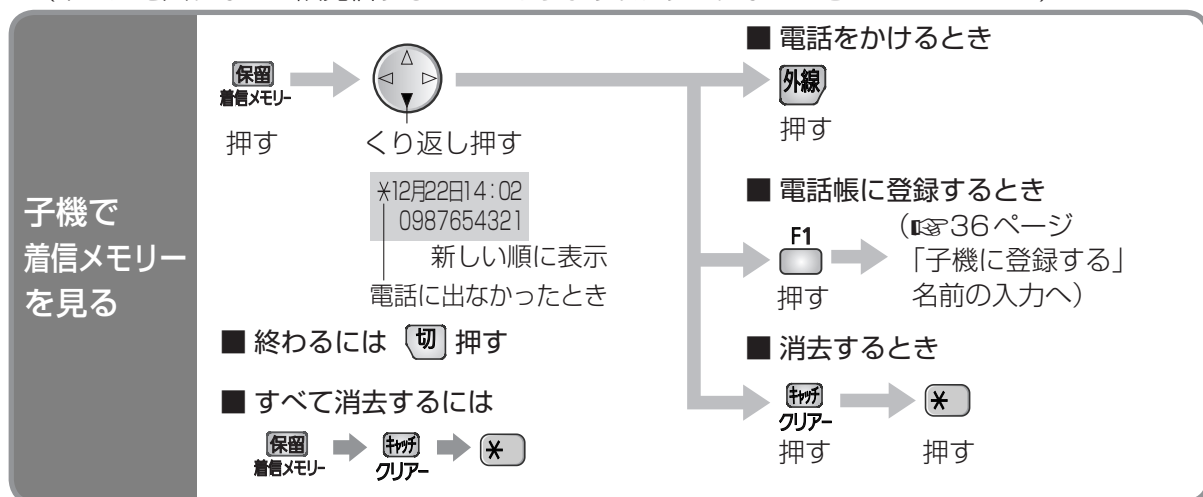 子機で
着信メモリー
を見る
保留
着信メモリー
押す
くり返し押す
*12月22日14:02
0987654321
新しい順に表示
電話に出なかったとき
■ 終わるには 切 押す
■ すべて消去するには
保留
着信メモリー
キャッチ
クリアー
*
■ 電話をかけるとき
外線
押す
■ 電話帳に登録するとき
F1
押す
(☞36ページ
「子機に登録する」
名前の入力へ)
■ 消去するとき
キャッチ
クリアー
押す
*
押す